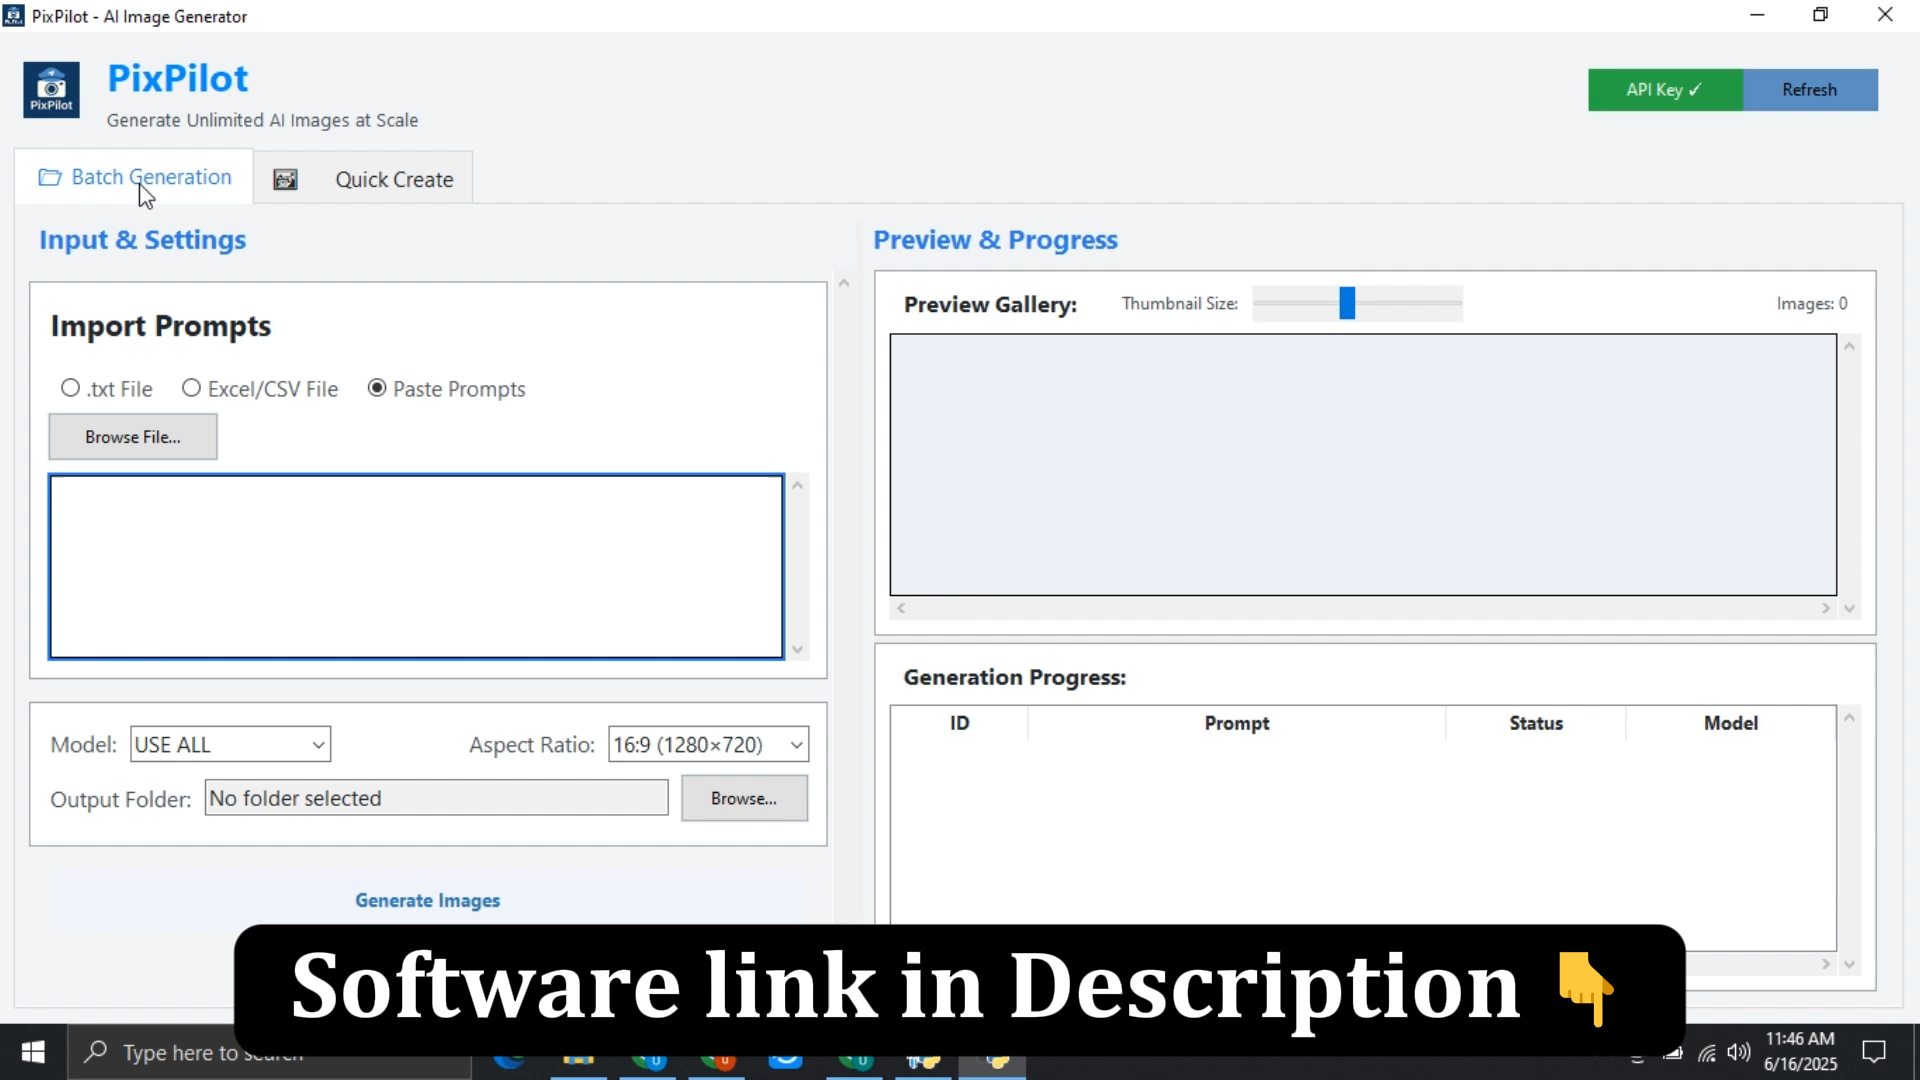 PixPilot - AI Image Generator
PixPilot
PixPilot
Generate Unlimited AI Images at Scale
API Key ✓
Refresh
Batch Generation
Quick Create
Input & Settings
Import Prompts
.txt File
Excel/CSV File
Paste Prompts
Browse File...
Model:
USE ALL
Aspect Ratio:
16:9 (1280×720)
Output Folder:
No folder selected
Browse...
Generate Images
Preview & Progress
Preview Gallery:
Thumbnail Size:
Images: 0
Generation Progress:
ID
Prompt
Status
Model
Software link in Description 👇
Type here to search
11:46 AM
6/16/2025